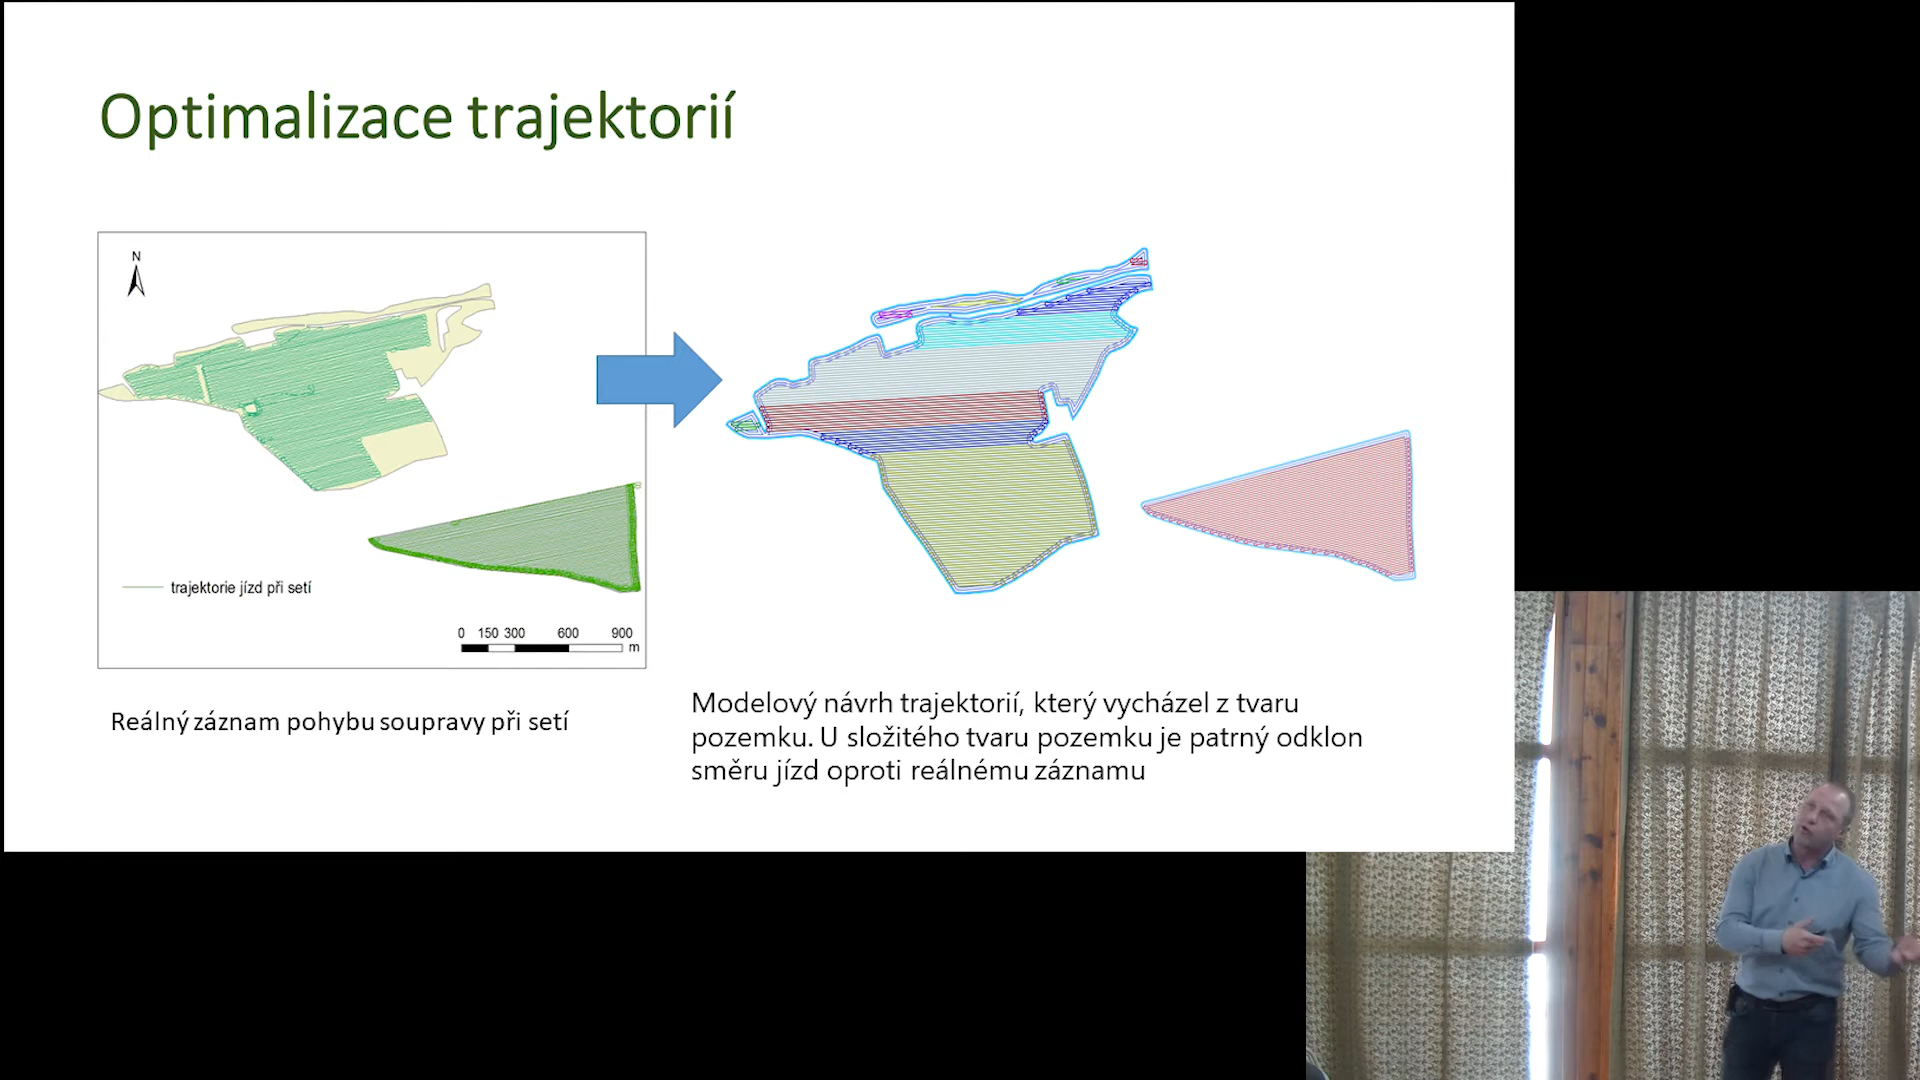 Optimalizace trajektorií
N
trajektorie jízd při setí
0 150 300 600 900
m
Reálný záznam pohybu soupravy při setí
Modelový návrh trajektorií, který vycházel z tvaru
pozemku. U složitého tvaru pozemku je patrný odklon
směru jízd oproti reálnému záznamu